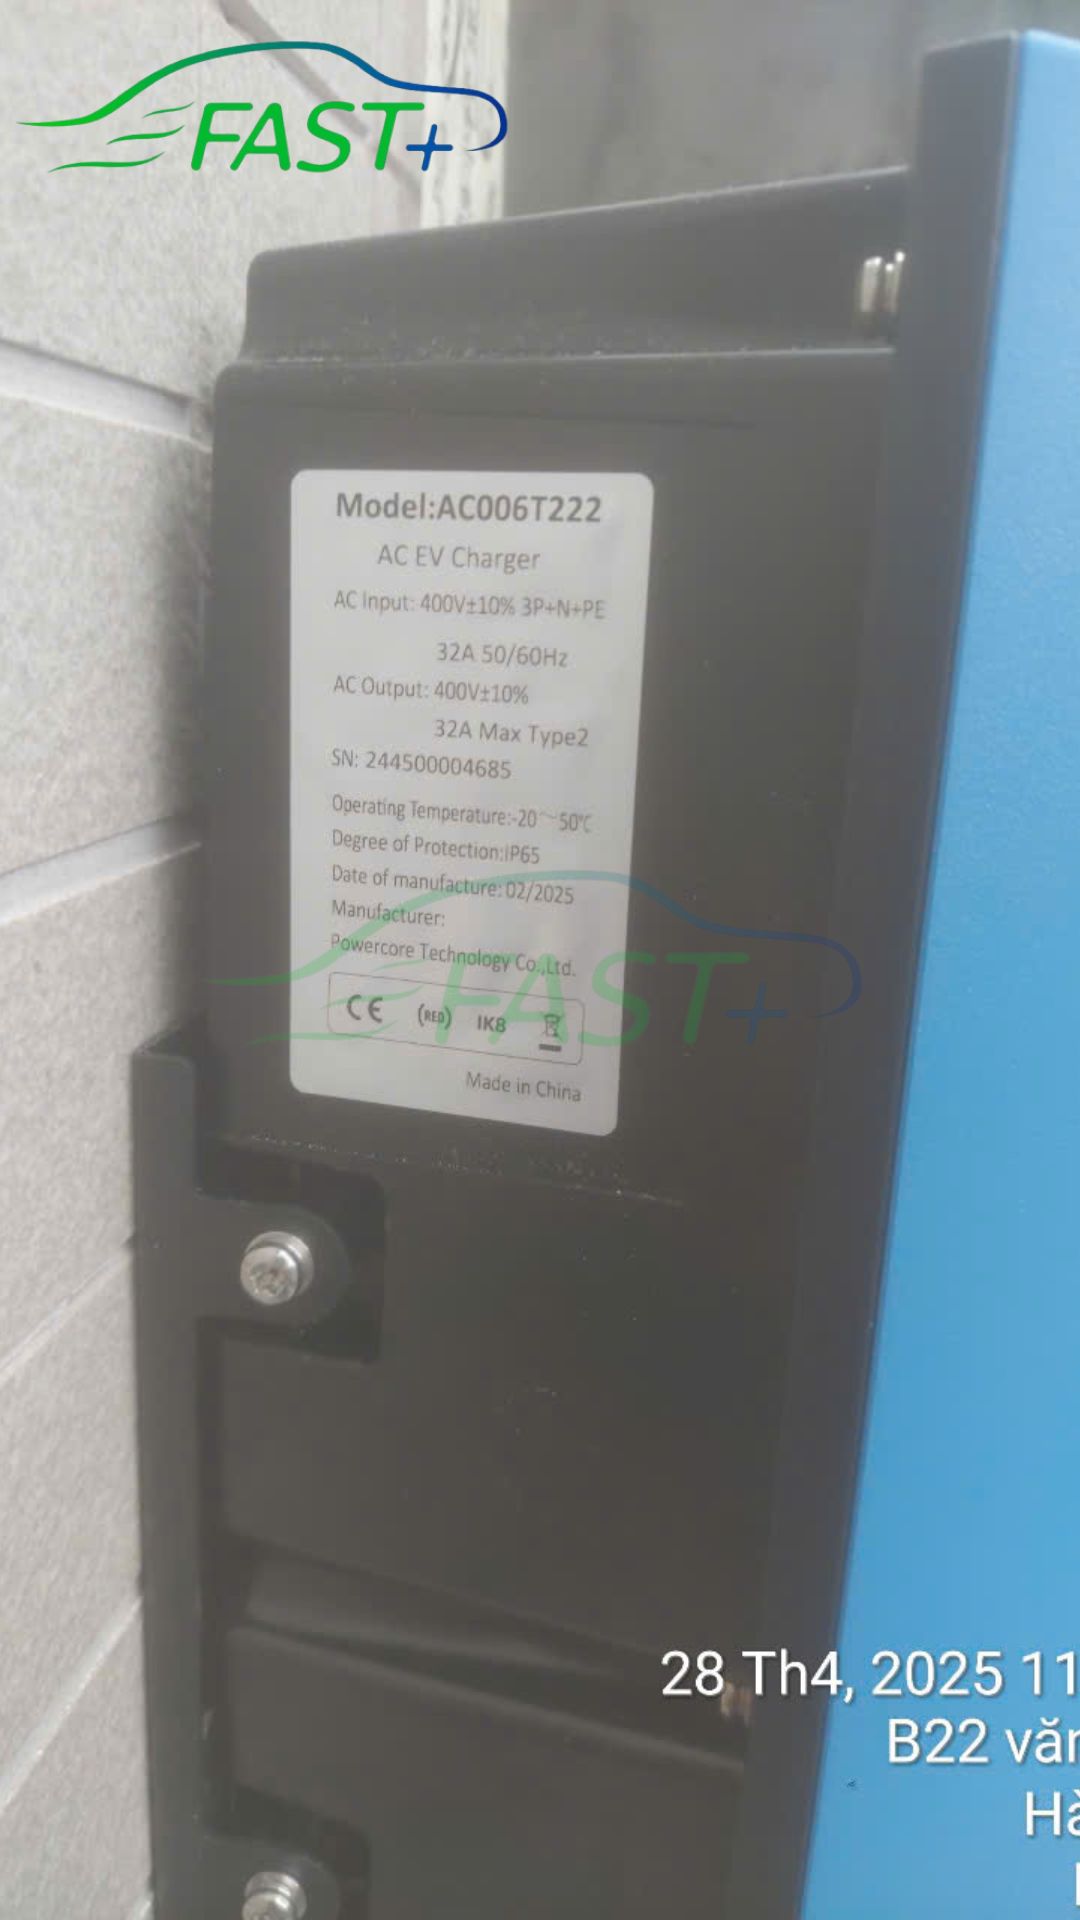 FAST+
Model:AC006T222
AC EV Charger
AC Input: 400V±10% 3P+N+PE
32A 50/60Hz
AC Output: 400V±10%
32A Max Type2
SN: 244500004685
Operating Temperature:-20~50℃
Degree of Protection:IP65
Date of manufacture: 02/2025
Manufacturer:
Powercore Technology Co.,Ltd.
FAST+
CE (RED) IK8
Made in China
28 Th4, 2025 11
B22 văn
Hà